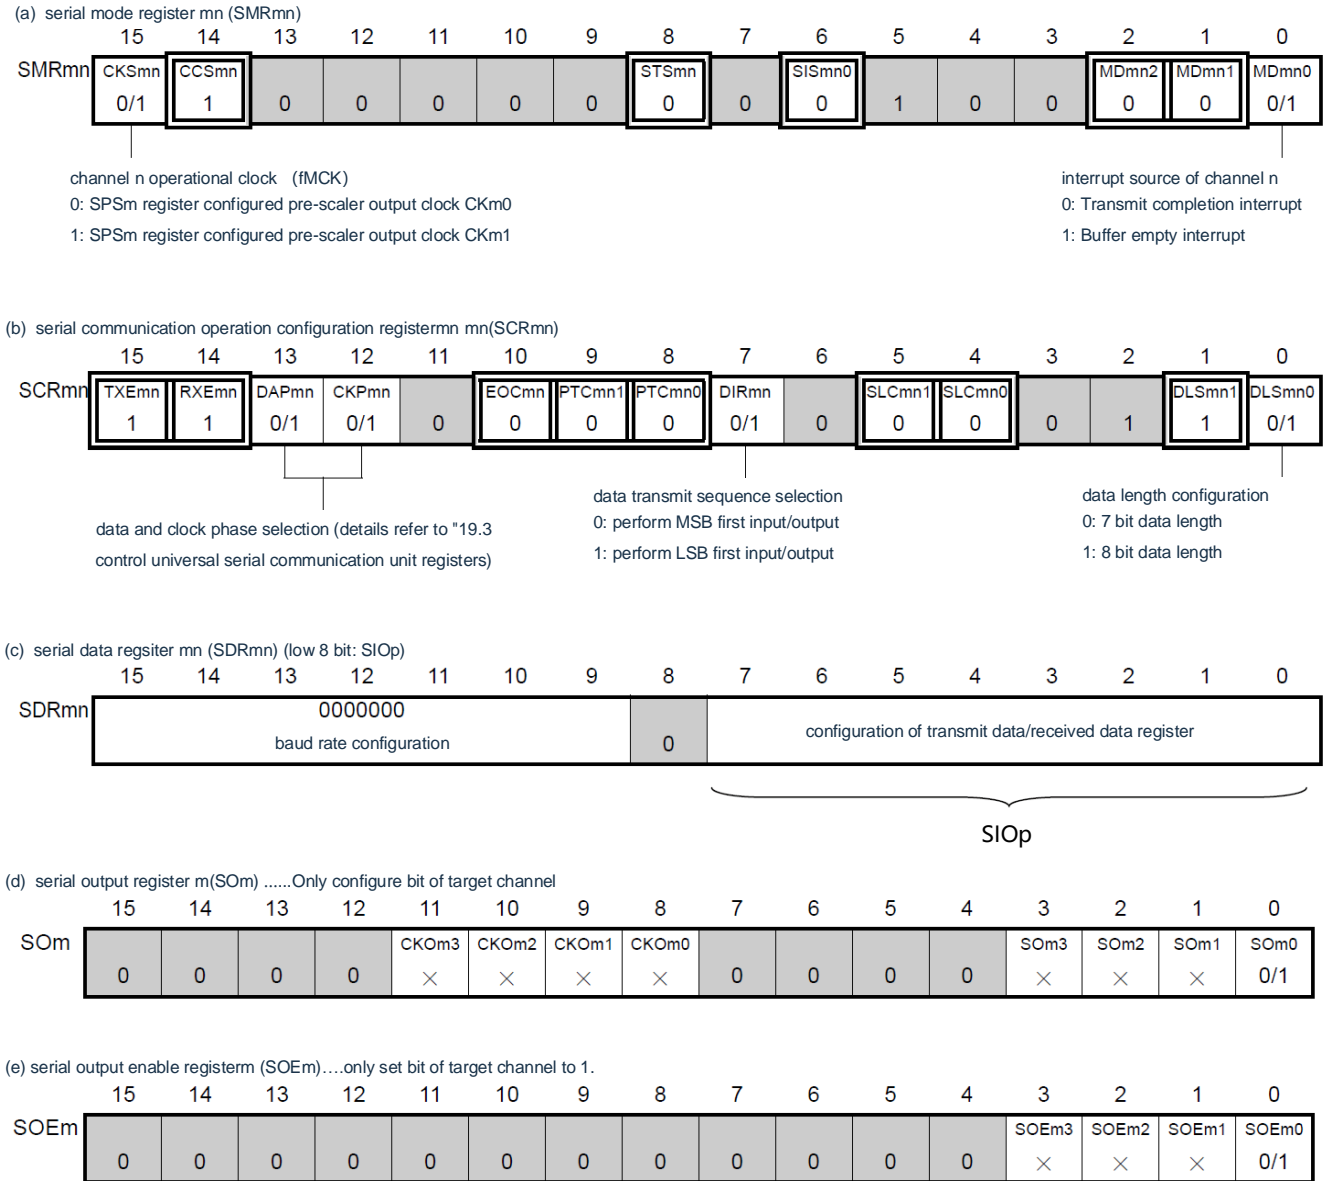 (a) serial mode register mn (SMRmn)
15 14 13 12 11 10 9 8 7 6 5 4 3 2 1 0
SMRmn CKSmn CCSmn STSmn SISmn0 MDmn2 MDmn1 MDmn0
0/1 1 0 0 0 0 0 0 0 0 1 0 0 0 0 0/1
channel n operational clock (fMCK)
0: SPSm register configured pre-scaler output clock CKm0
1: SPSm register configured pre-scaler output clock CKm1
interrupt source of channel n
0: Transmit completion interrupt
1: Buffer empty interrupt
(b) serial communication operation configuration registermn mn(SCRmn)
15 14 13 12 11 10 9 8 7 6 5 4 3 2 1 0
SCRmn TXEmn RXEmn DAPmn CKPmn EOCmn PTCmn1 PTCmn0 DIRmn SLCmn1 SLCmn0 DLSmn1 DLSmn0
1 1 0/1 0/1 0 0 0 0 0/1 0 0 0 0 1 1 0/1
data and clock phase selection (details refer to "19.3
control universal serial communication unit registers)
data transmit sequence selection
0: perform MSB first input/output
1: perform LSB first input/output
data length configuration
0: 7 bit data length
1: 8 bit data length
(c) serial data regsiter mn (SDRmn) (low 8 bit: SIOp)
15 14 13 12 11 10 9 8 7 6 5 4 3 2 1 0
SDRmn 0000000
baud rate configuration 0 configuration of transmit data/received data register
SIOp
(d) serial output register m(SOm) ......Only configure bit of target channel
15 14 13 12 11 10 9 8 7 6 5 4 3 2 1 0
SOm CKOm3 CKOm2 CKOm1 CKOm0 SOm3 SOm2 SOm1 SOm0
0 0 0 0 × × × × 0 0 0 0 × × × 0/1
(e) serial output enable registerm (SOEm)....only set bit of target channel to 1.
15 14 13 12 11 10 9 8 7 6 5 4 3 2 1 0
SOEm SOEm3 SOEm2 SOEm1 SOEm0
0 0 0 0 0 0 0 0 0 0 0 0 × × × 0/1